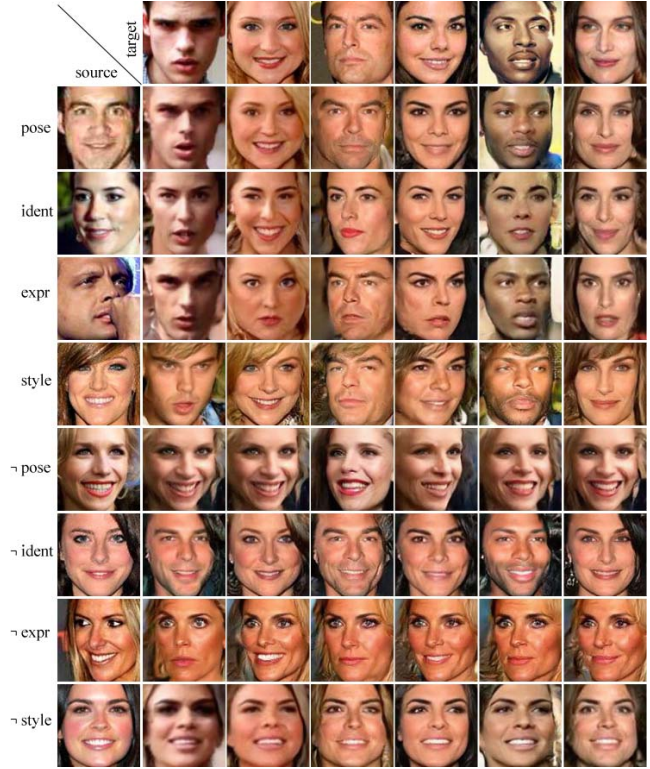 target
source
pose
ident
expr
style
¬ pose
¬ ident
¬ expr
¬ style